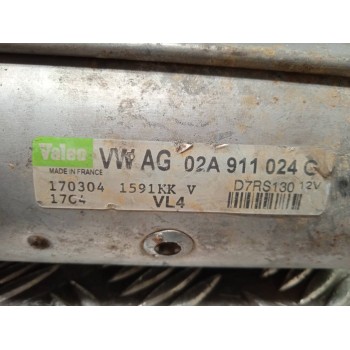 Valeo VW AG 02A 911 024 G
MADE IN FRANCE
170304 1591KK V D7RS130 12V
17C4 VL4